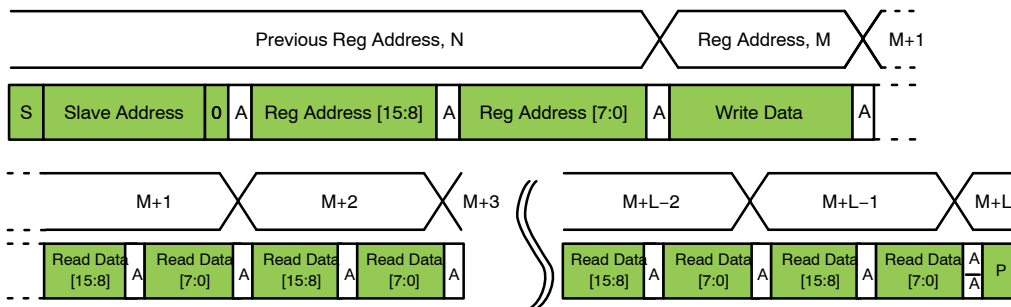 Previous Reg Address, N Reg Address, M M+1
S Slave Address 0 A Reg Address [15:8] A Reg Address [7:0] A Write Data A
M+1 M+2 M+3 M+L−2 M+L−1 M+L
Read Data Read Data Read Data Read Data Read Data Read Data Read Data Read Data A
[15:8] A [7:0] A [15:8] A [7:0] A [15:8] A [7:0] A [15:8] A [7:0] A P